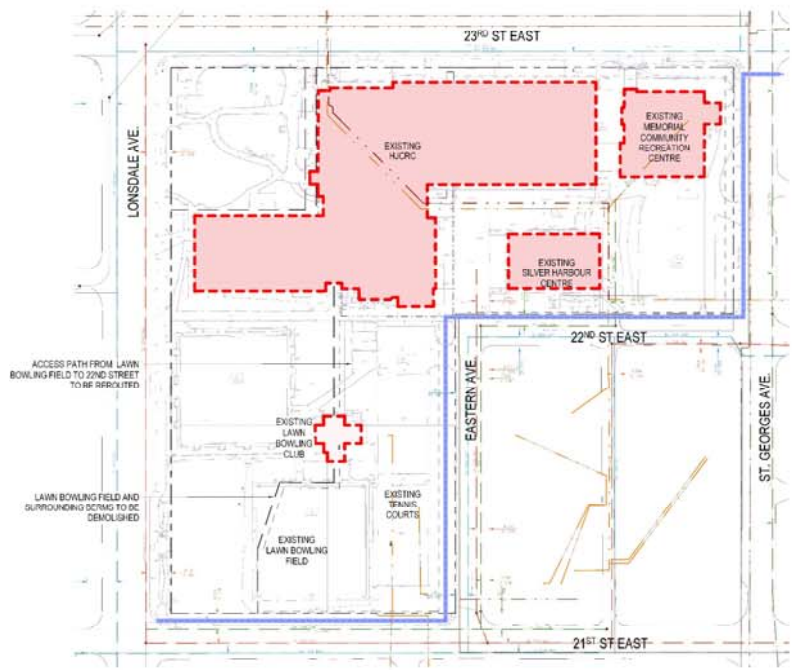 23RD ST EAST
LONSDALE AVE.
EXISTING
HJCRC
EXISTING
MEMORIAL
COMMUNITY
RECREATION
CENTRE
EXISTING
SILVER HARBOUR
CENTRE
22ND ST EAST
ACCESS PATH FROM LAWN
BOWLING FIELD TO 22ND STREET
TO BE REROUTED
EASTERN AVE.
ST. GEORGES AVE.
EXISTING
LAWN
BOWLING
CLUB
LAWN BOWLING FIELD AND
SURROUNDING BERMS TO BE
DEMOLISHED
EXISTING
TENNIS
COURTS
EXISTING
LAWN BOWLING
FIELD
21ST ST EAST